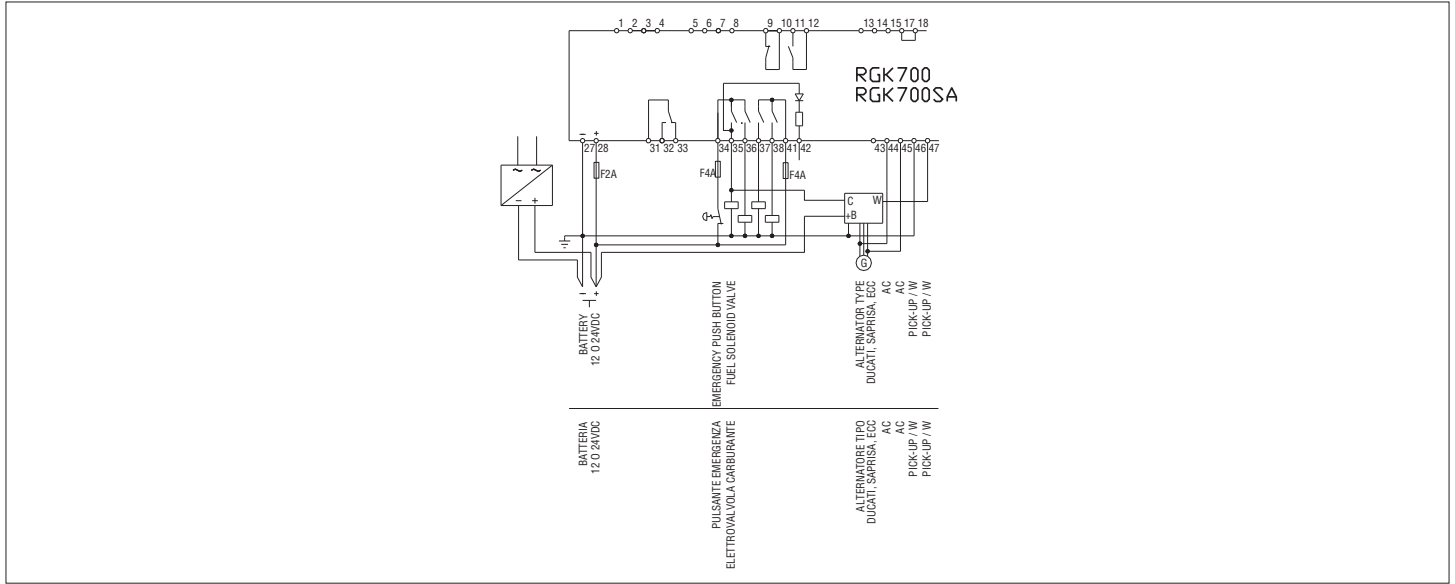 1 2 3 4 5 6 7 8 9 10 11 12 13 14 15 17 18
RGK700
RGK700SA
– +
27 28 31 32 33 34 35 36 37 38 41 42 43 44 45 46 47
~ ~
– +
F2A
F4A
F4A
C W
+B
G
– +
BATTERY
12 O 24VDC
EMERGENCY PUSH BUTTON
FUEL SOLENOID VALVE
ALTERNATOR TYPE
DUCATI, SAPRISA, ECC
AC
AC
PICK-UP / W
PICK-UP / W
BATTERIA
12 O 24VDC
PULSANTE EMERGENZA
ELETTROVALVOLA CARBURANTE
ALTERNATORE TIPO
DUCATI, SAPRISA, ECC
AC
AC
PICK-UP / W
PICK-UP / W